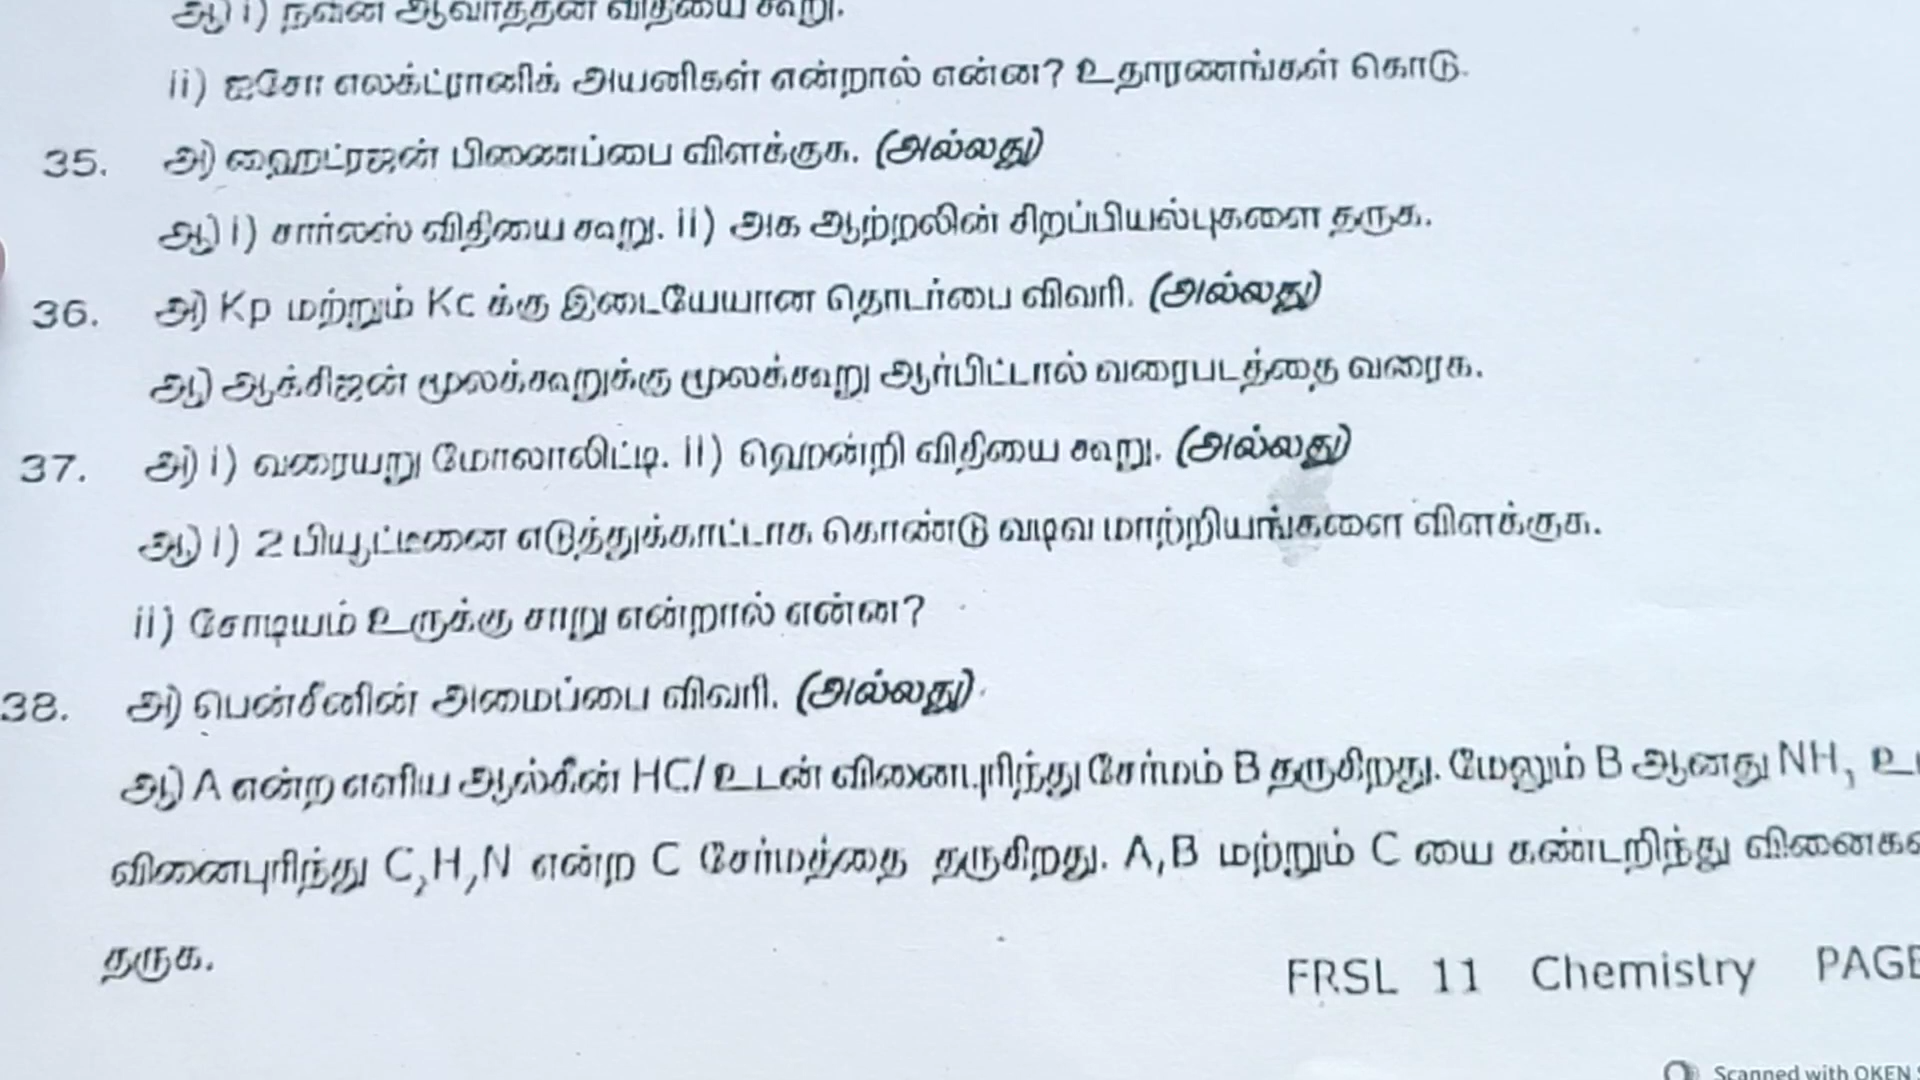 ஆ) i) நவீன ஆவர்த்தன விதியை கூறு.
ii) ஐசோ எலக்ட்ரானிக் அயனிகள் என்றால் என்ன? உதாரணங்கள் கொடு.
35. அ) ஹைட்ரஜன் பிணைப்பை விளக்குக. (அல்லது)
ஆ) i) சார்லஸ் விதியை கூறு. ii) அக ஆற்றலின் சிறப்பியல்புகளை தருக.
36. அ) Kp மற்றும் Kc க்கு இடையேயான தொடர்பை விவரி. (அல்லது)
ஆ) ஆக்சிஜன் மூலக்கூறுக்கு மூலக்கூறு ஆர்பிட்டால் வரைபடத்தை வரைக.
37. அ) i) வரையறு மோலாலிட்டி. ii) ஹென்றி விதியை கூறு. (அல்லது)
ஆ) i) 2 பியூட்டீனை எடுத்துக்காட்டாக கொண்டு வடிவ மாற்றியங்களை விளக்குக.
ii) சோடியம் உருக்கு சாறு என்றால் என்ன?
38. அ) பென்சீனின் அமைப்பை விவரி. (அல்லது)
ஆ) A என்ற எளிய ஆல்கீன் HCl உடன் வினைபுரிந்து சேர்மம் B தருகிறது. மேலும் B ஆனது NH3
வினைபுரிந்து C2H7N என்ற C சேர்மத்தை தருகிறது. A,B மற்றும் C யை கண்டறிந்து
தருக.
FRSL 11 Chemistry PAGE
Scanned with OKEN